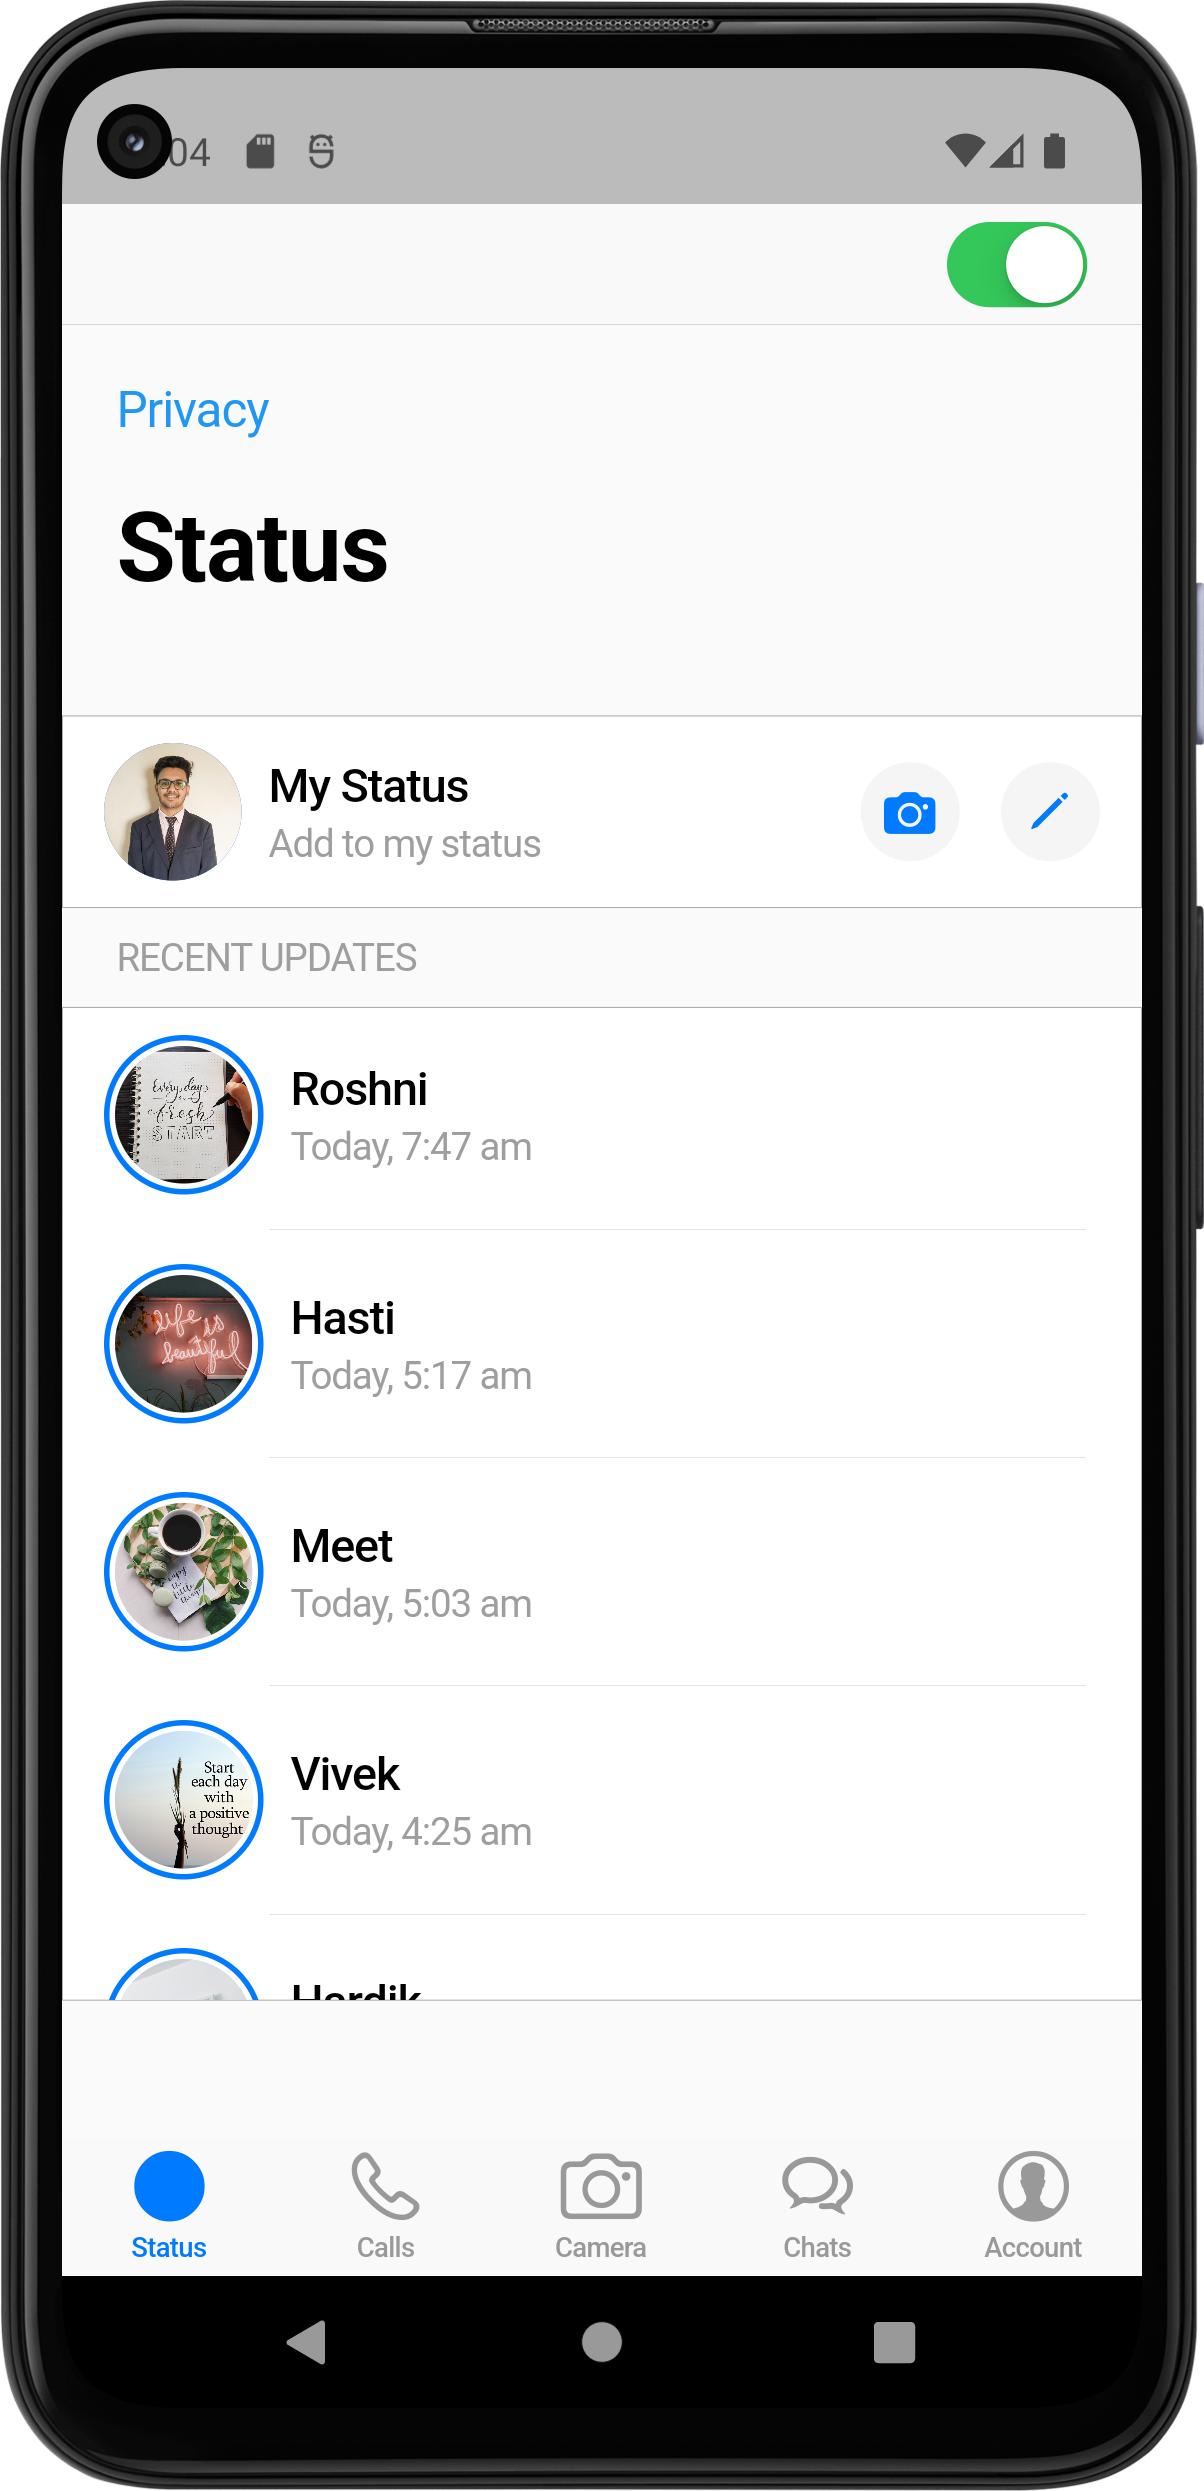 04
Privacy
Status
My Status
Add to my status
RECENT UPDATES
Every day
fresh
START
Roshni
Today, 7:47 am
life is
beautiful
Hasti
Today, 5:17 am
Meet
Today, 5:03 am
Start
each day
with
a positive
thought
Vivek
Today, 4:25 am
Hardik
Status
Calls
Camera
Chats
Account